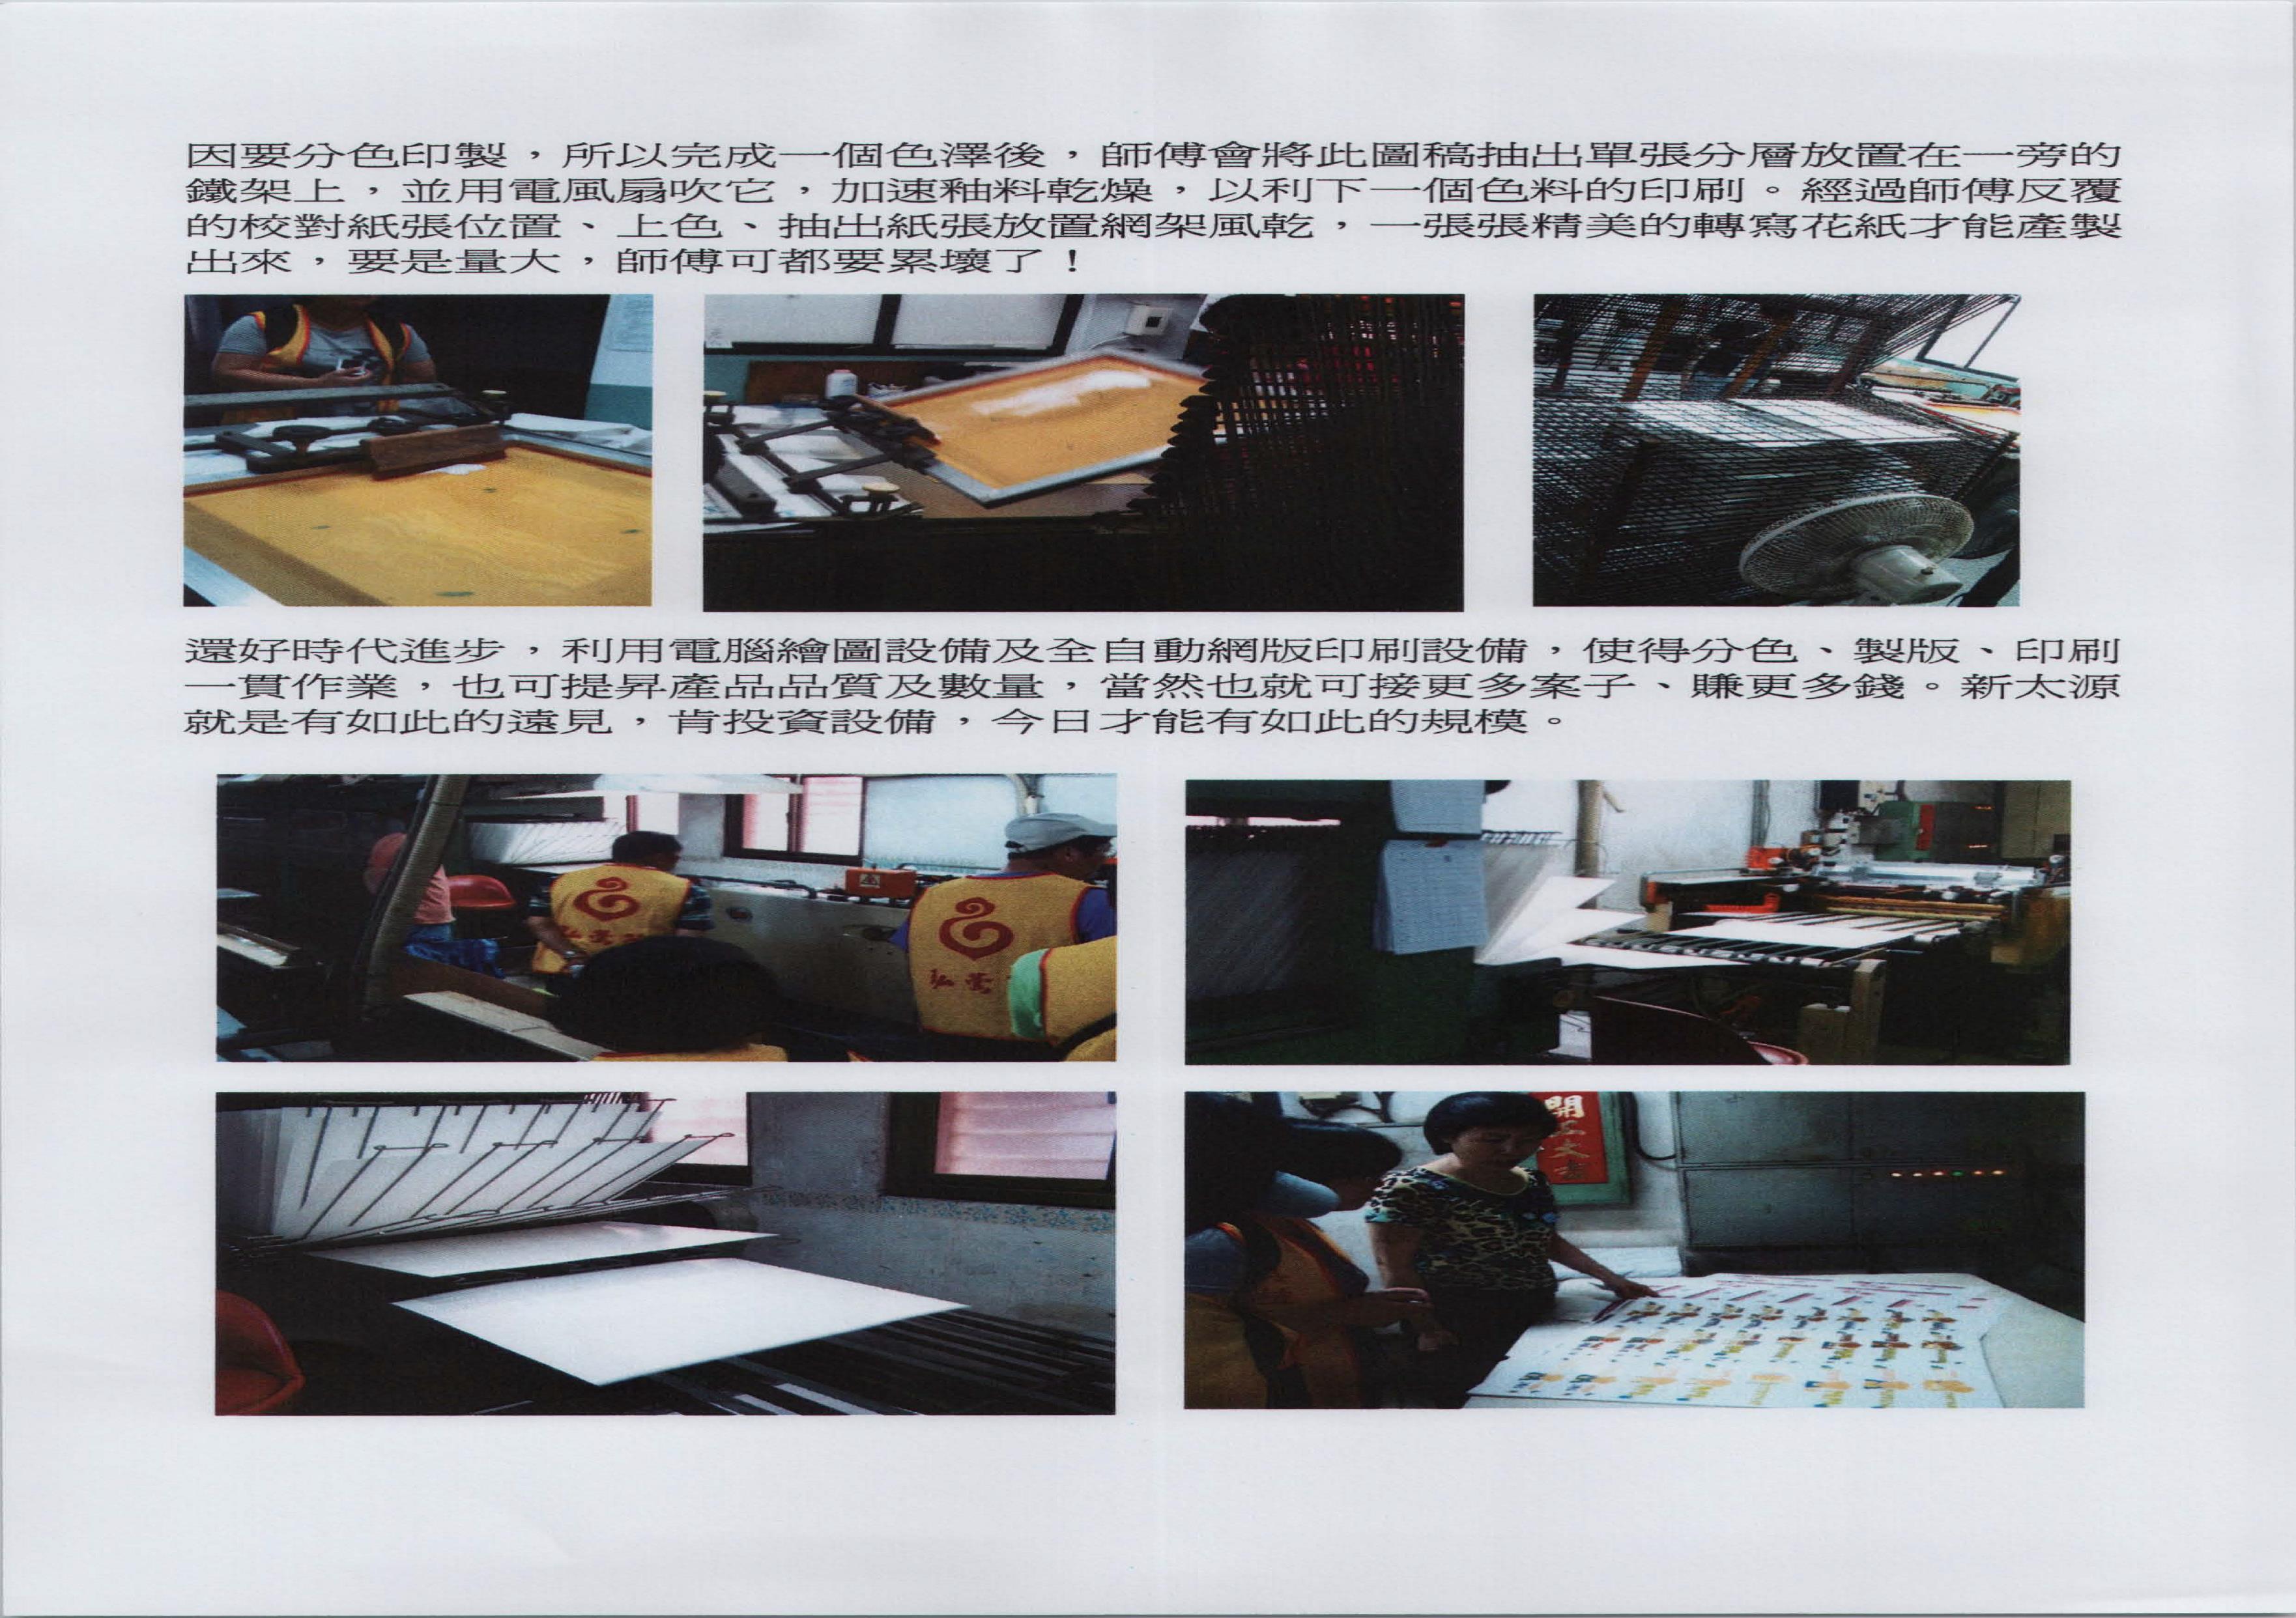 因要分色印製，所以完成一個色澤後，師傅會將此圖稿抽出單張分層放置在一旁的
鐵架上，並用電風扇吹它，加速釉料乾燥，以利下一個色料的印刷。經過師傅反覆
的校對紙張位置、上色、抽出紙張放置網架風乾，一張張精美的轉寫花紙才能產製
出來，要是量大，師傅可都要累壞了！
還好時代進步，利用電腦繪圖設備及全自動網版印刷設備，使得分色、製版、印刷
一貫作業，也可提昇產品品質及數量，當然也就可接更多案子、賺更多錢。新太源
就是有如此的遠見，肯投資設備，今日才能有如此的規模。
弘鶯
開工大吉